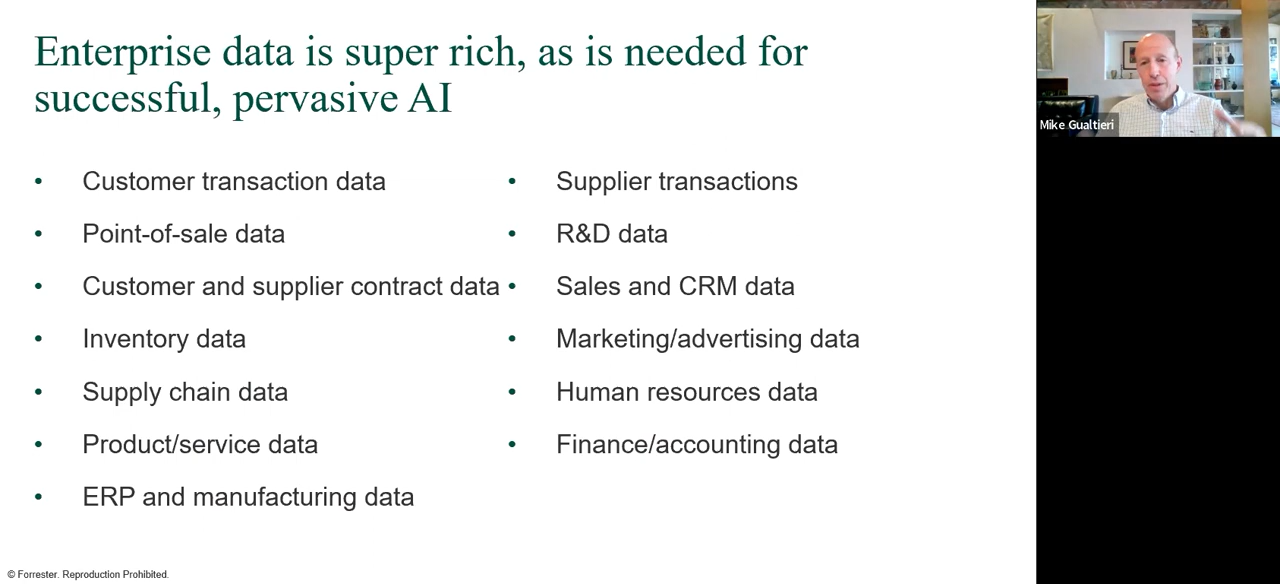 Enterprise data is super rich, as is needed for
successful, pervasive AI
• Customer transaction data
• Point-of-sale data
• Customer and supplier contract data
• Inventory data
• Supply chain data
• Product/service data
• ERP and manufacturing data
• Supplier transactions
• R&D data
• Sales and CRM data
• Marketing/advertising data
• Human resources data
• Finance/accounting data
© Forrester. Reproduction Prohibited.
Mike Gualtieri